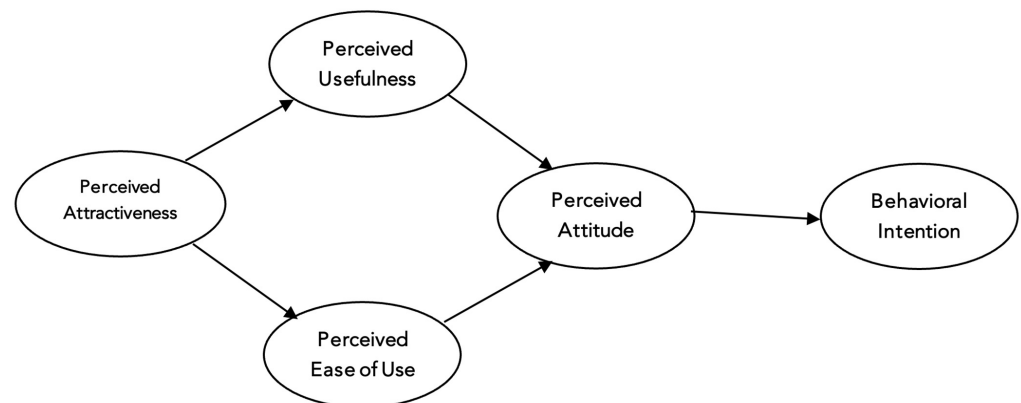 Perceived
Usefulness
Perceived
Attractiveness
Perceived
Attitude
Behavioral
Intention
Perceived
Ease of Use